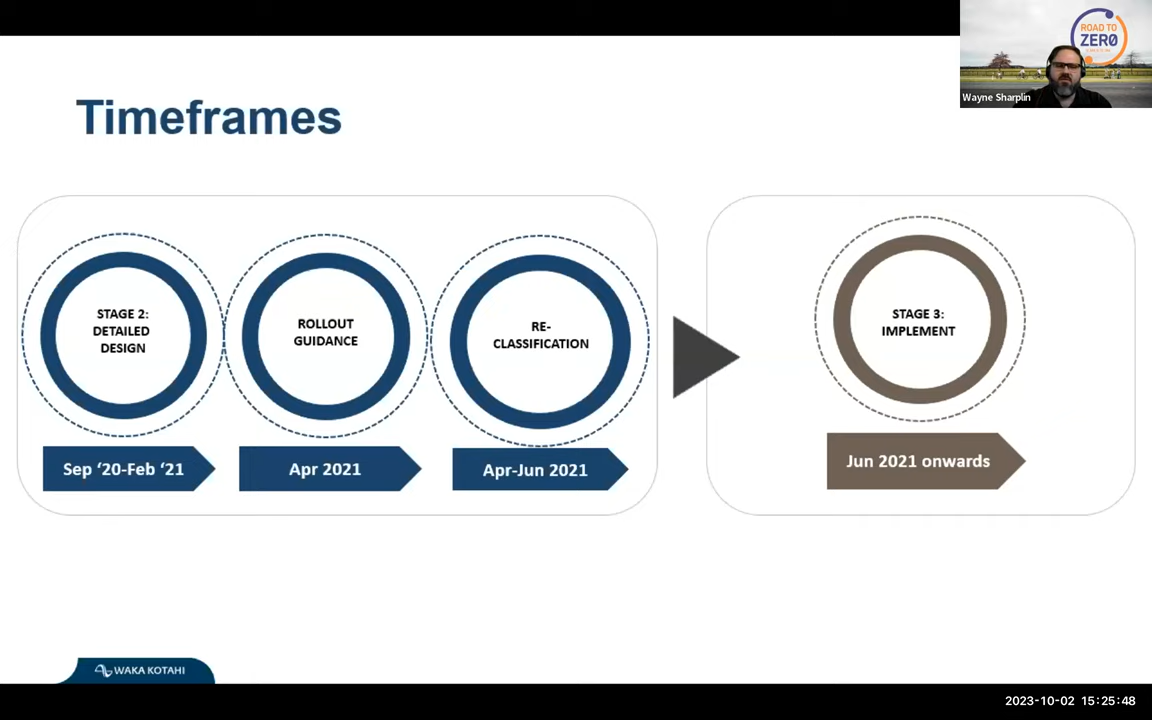 ROAD TO
ZERO
Wayne Sharplin
Timeframes
STAGE 2:
DETAILED
DESIGN
ROLLOUT
GUIDANCE
RE-
CLASSIFICATION
STAGE 3:
IMPLEMENT
Sep ‘20-Feb ‘21
Apr 2021
Apr-Jun 2021
Jun 2021 onwards
WAKA KOTAHI
2023-10-02 15:25:48